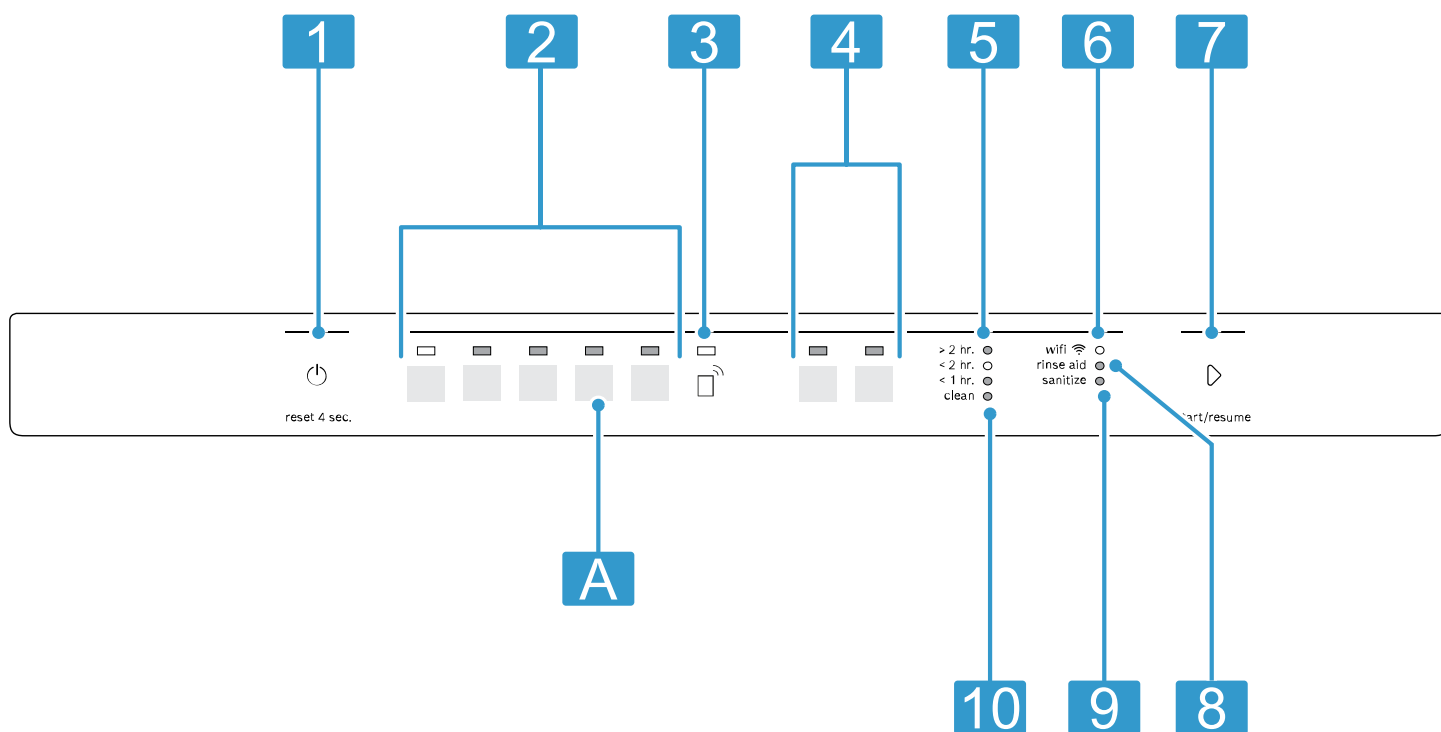 1 2 3 4 5 6 7
> 2 hr. wifi
< 2 hr. rinse aid
< 1 hr. sanitize
clean
reset 4 sec. art/resume
A
10 9 8